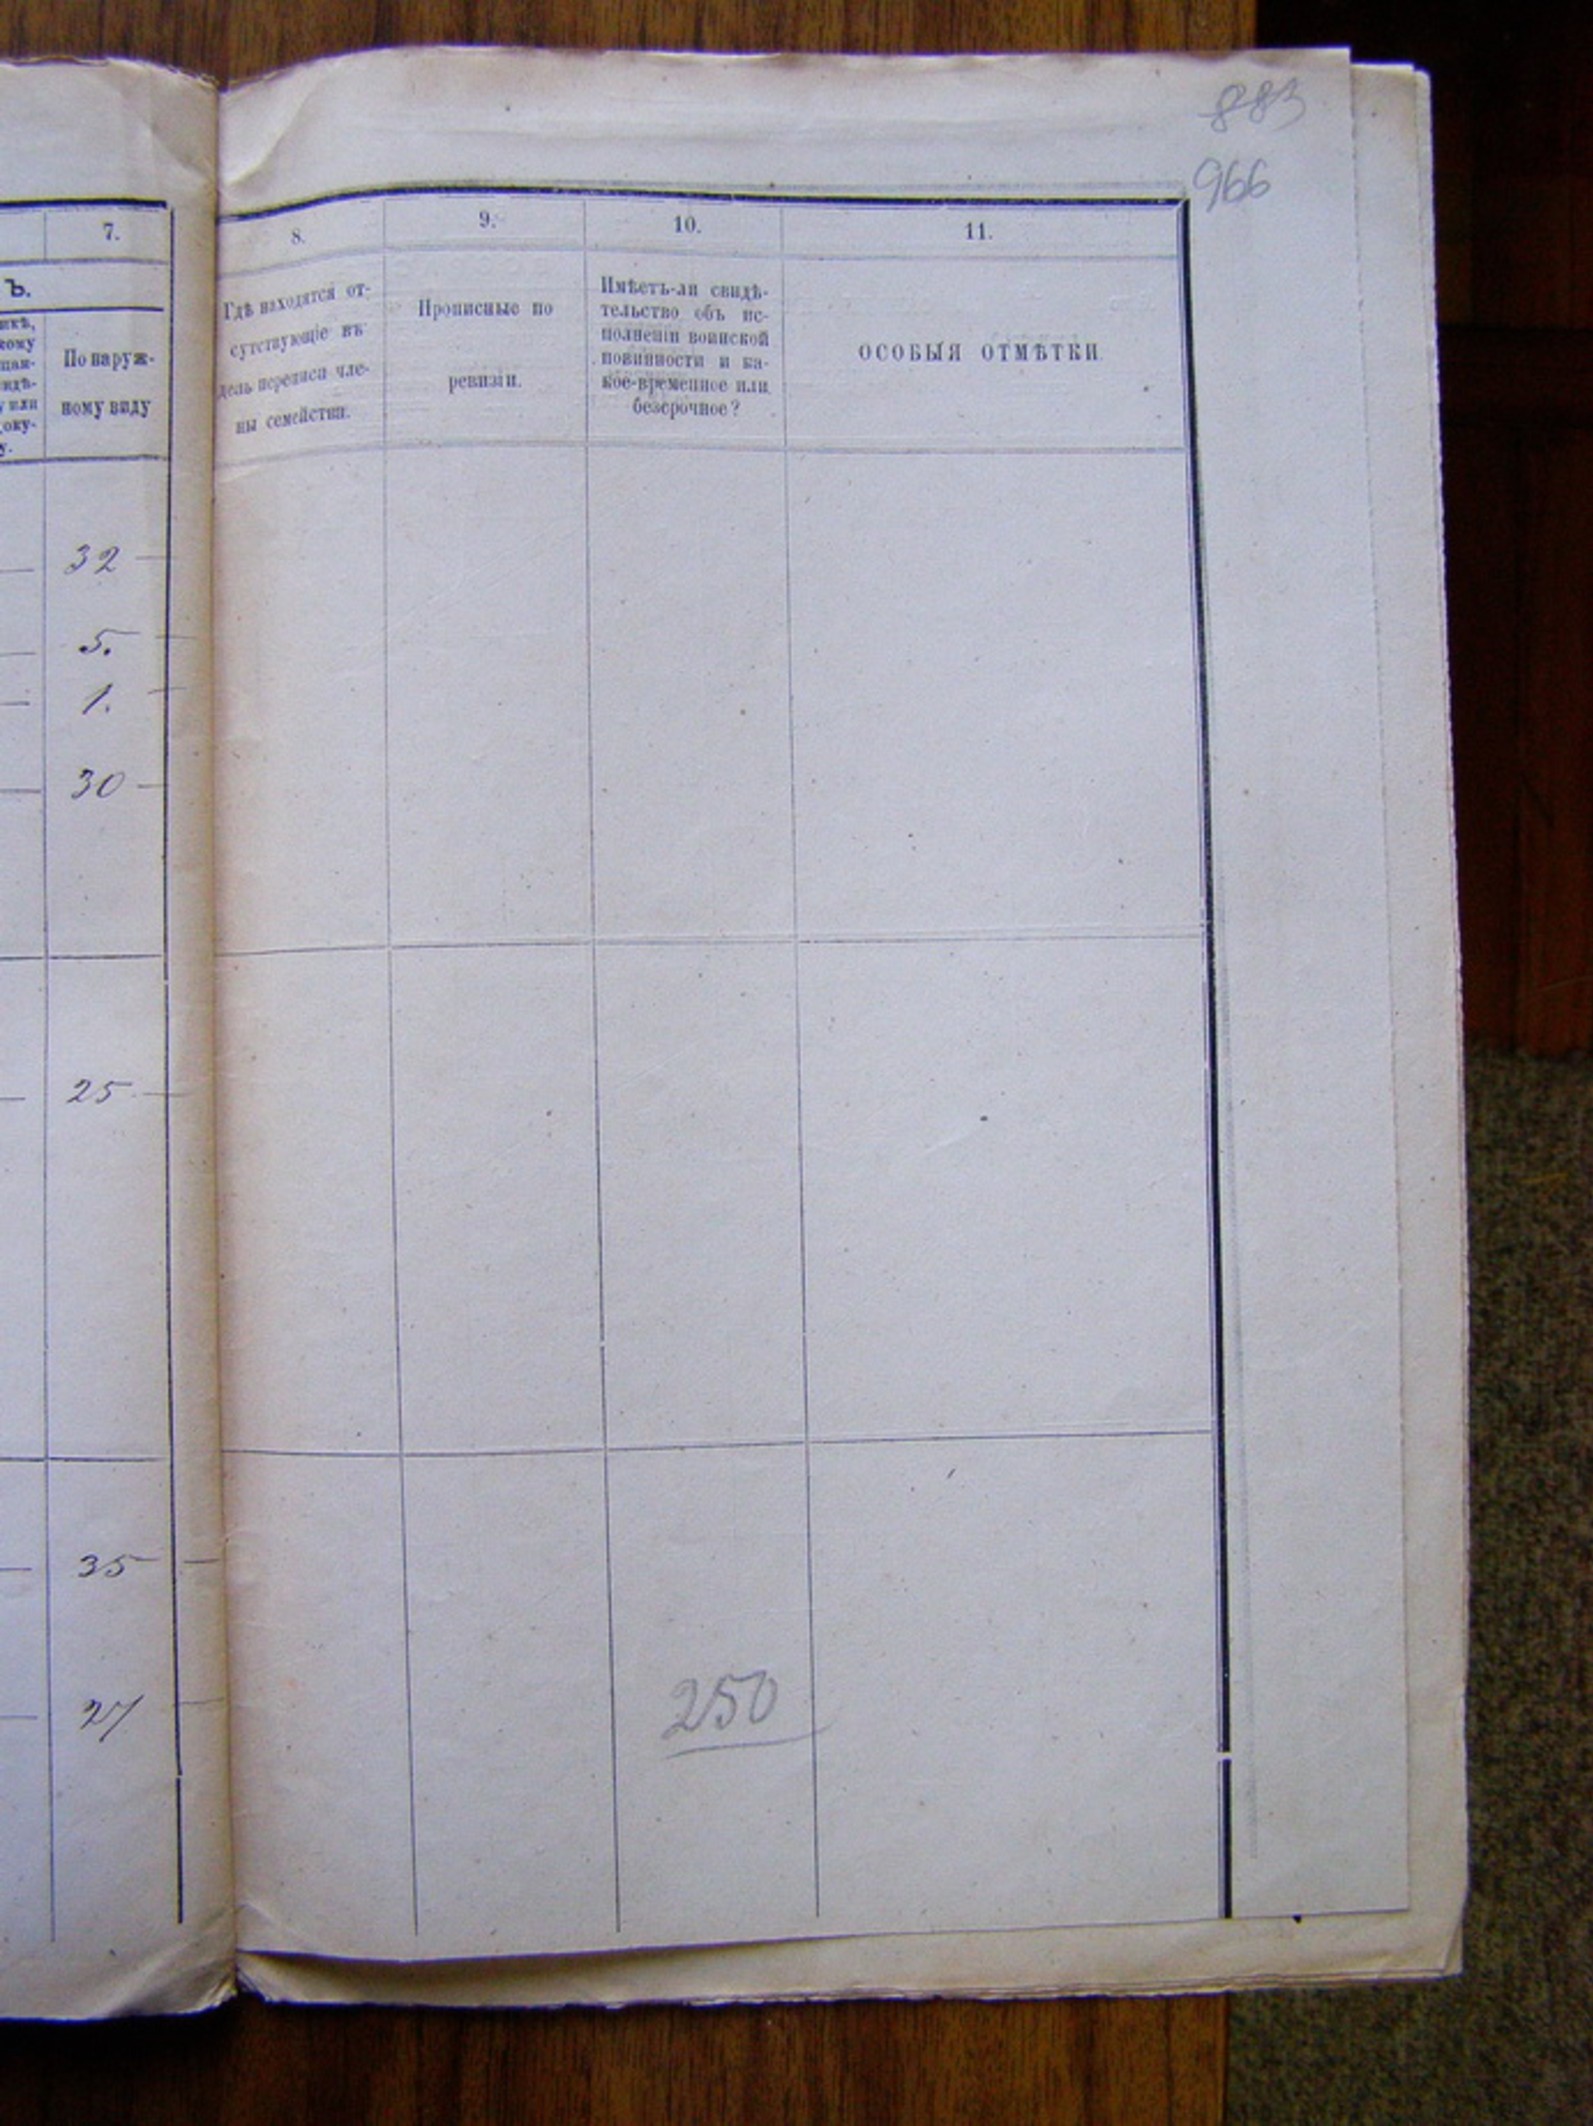 883
966
7.
8.
9.
10.
11.
Ъ.
По наруж-
ному виду
Гдѣ находятся от-
сутствующіе въ
день переписи чле-
ны семейства.
Прописные по
ревизіи.
Имѣетъ-ли свидѣ-
тельство объ ис-
полненіи воинской
повинности и ка-
кое-временное или
безсрочное?
ОСОБЫЯ ОТМѢТКИ.
32
5.
1.
30
25
35
27
250